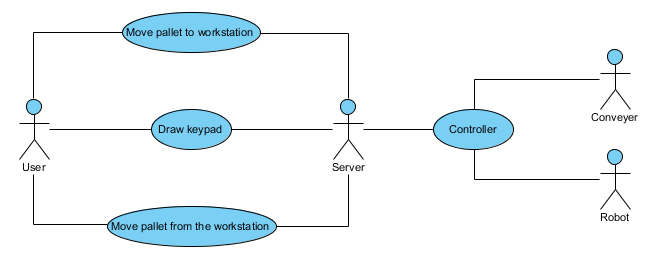 Move pallet to workstation
Conveyer
Draw keypad
Controller
User
Server
Robot
Move pallet from the workstation